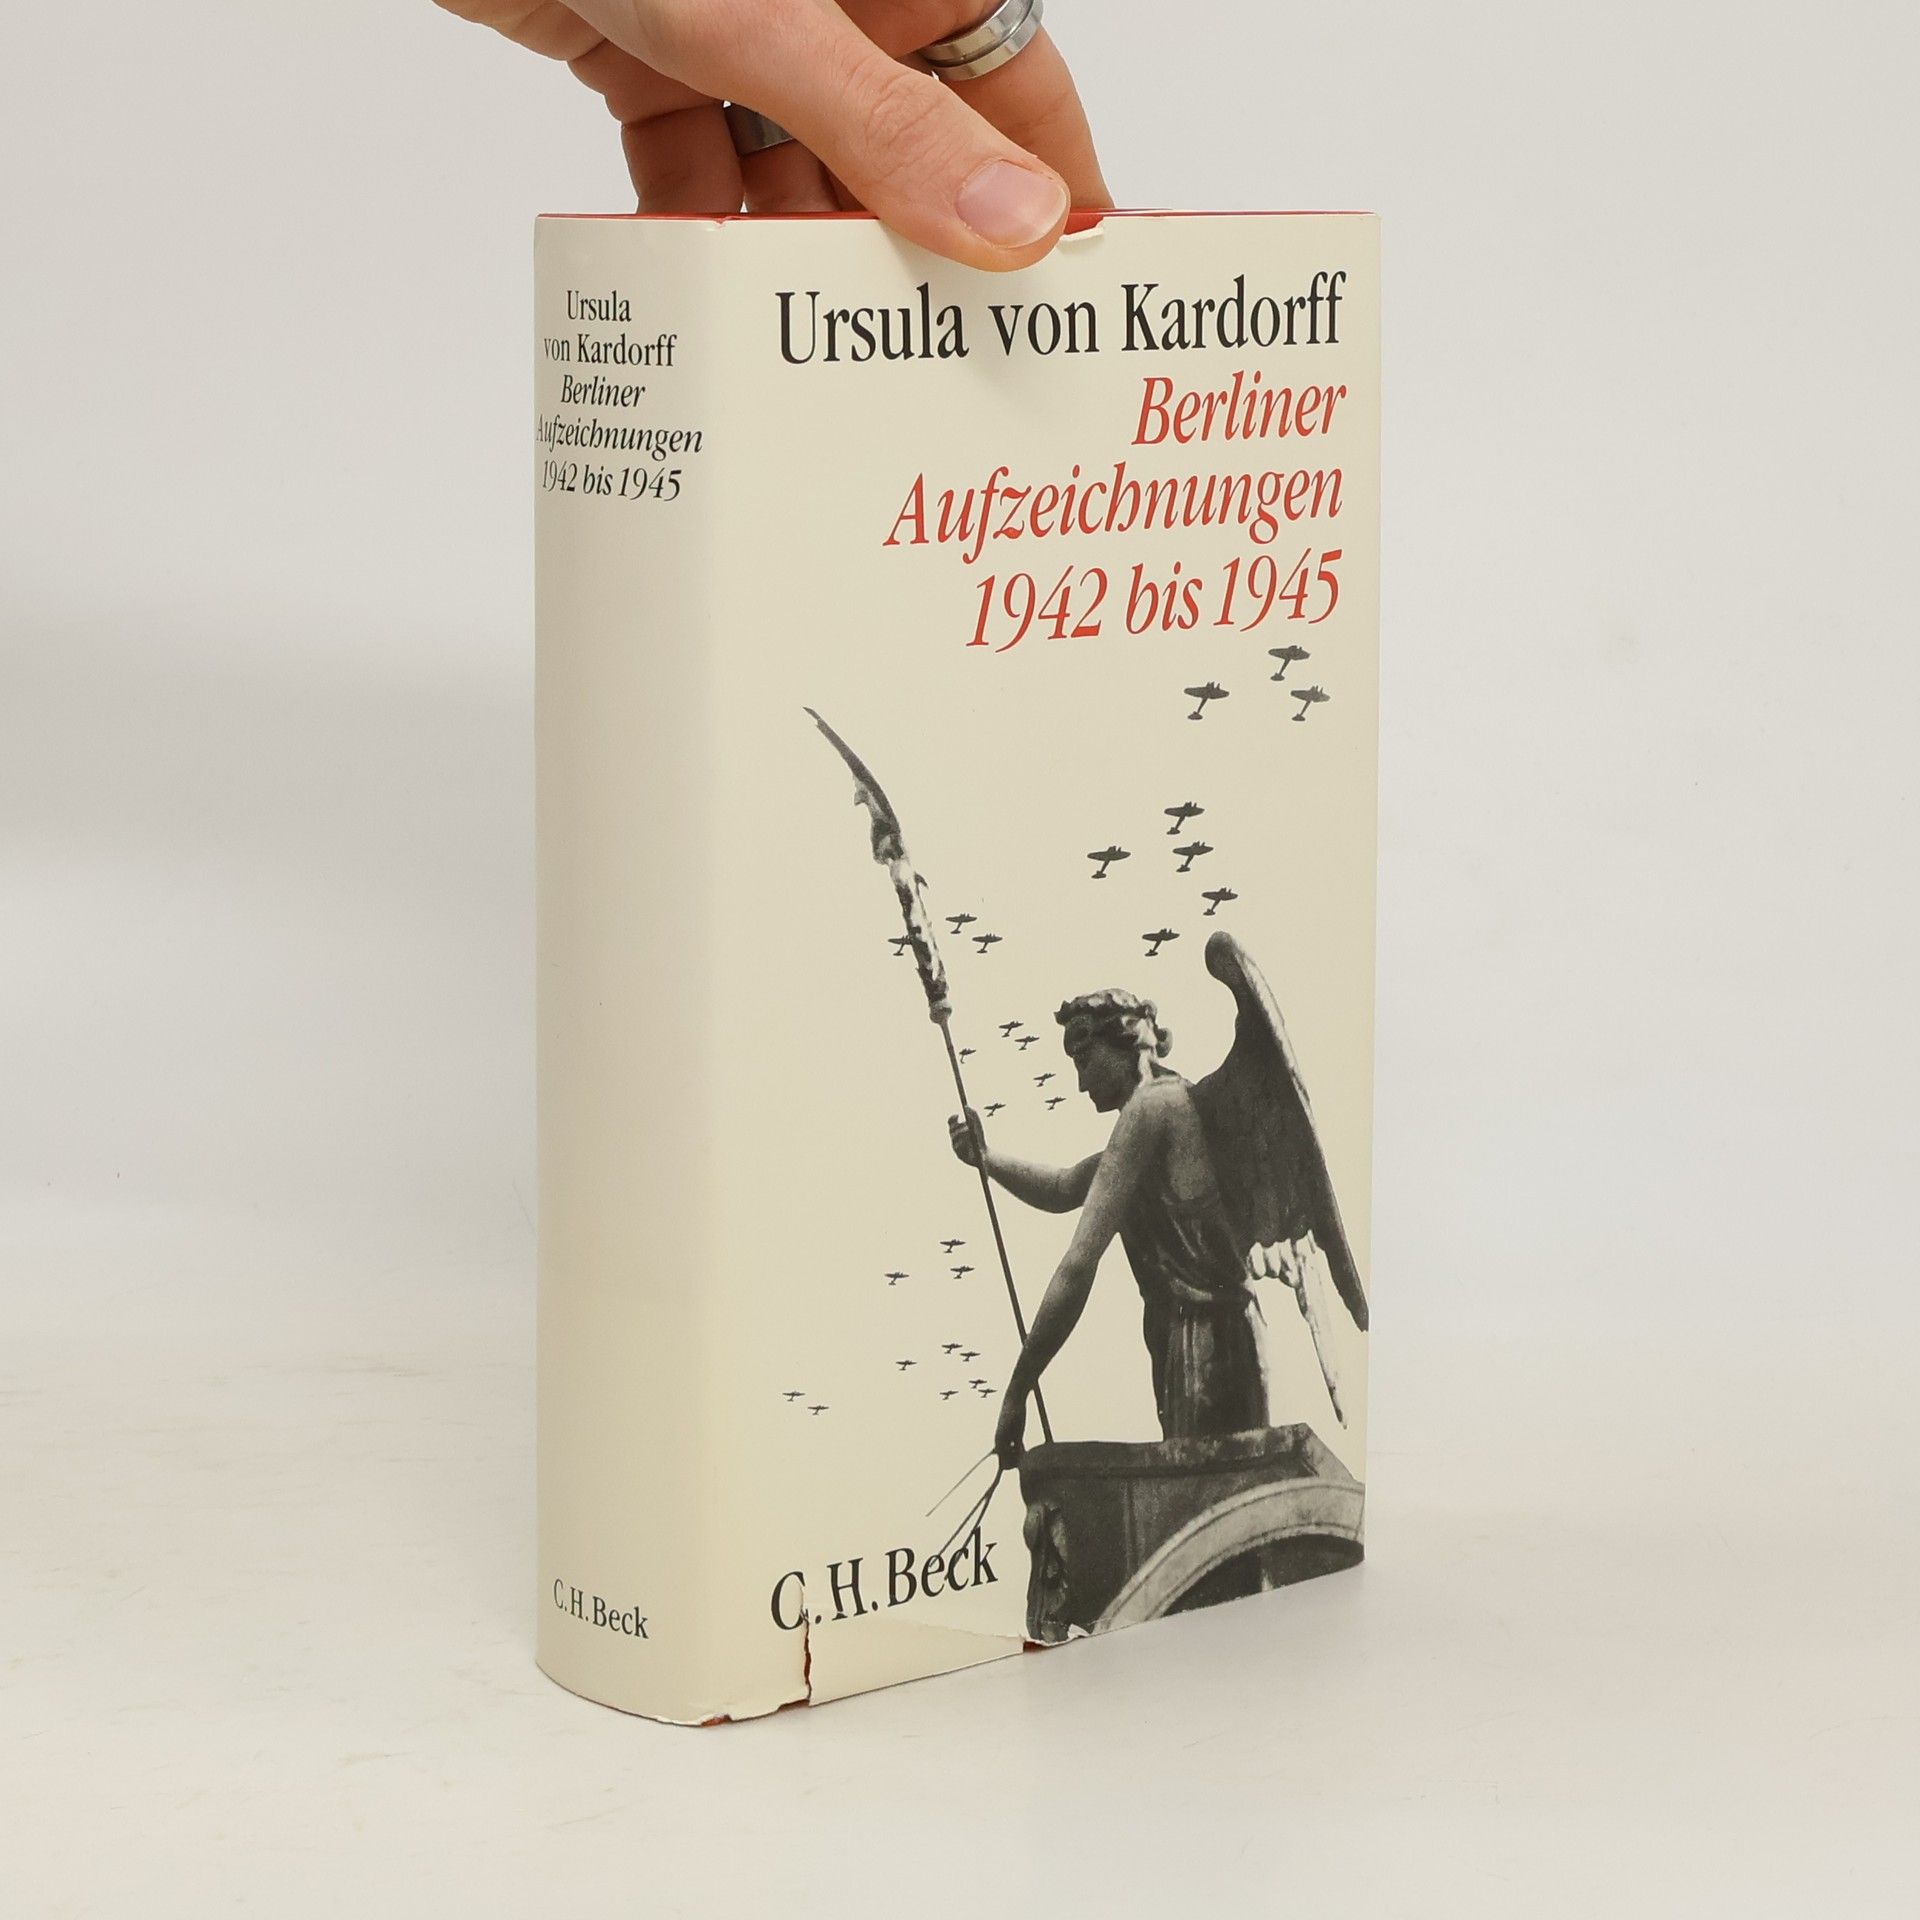 Ursula
von Kardorff
Berliner
Aufzeichnungen
1942 bis 1945
C.H.Beck
Ursula von Kardorff
Berliner
Aufzeichnungen
1942 bis 1945
C.H.Beck